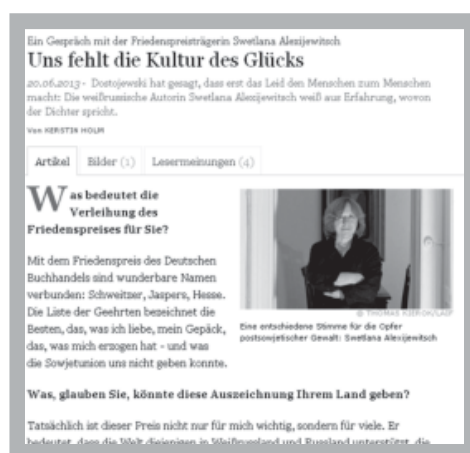 Ein Gespräch mit der Friedenspreisträgerin Swetlana Alexijewitsch
Uns fehlt die Kultur des Glücks
20.06.2013 · Dostojewski hat gesagt, dass erst das Leid den Menschen zum Menschen
macht: Die weißrussische Autorin Swetlana Alexijewitsch weiß aus Erfahrung, wovon
der Dichter spricht.
Von KERSTIN HOLM
Artikel Bilder (1) Lesermeinungen (4)
Was bedeutet die
Verleihung des
Friedenspreises für Sie?
Mit dem Friedenspreis des Deutschen
Buchhandels sind wunderbare Namen
verbunden: Schweitzer, Jaspers, Hesse.
Die Liste der Geehrten bezeichnet die
Besten, das, was ich liebe, mein Gepäck,
das, was mich erzogen hat - und was
die Sowjetunion uns nicht geben konnte.
© THOMAS KIEROK/LAIF
Eine entschiedene Stimme für die Opfer
postsowjetischer Gewalt: Swetlana Alexijewitsch
Was, glauben Sie, könnte diese Auszeichnung Ihrem Land geben?
Tatsächlich ist dieser Preis nicht nur für mich wichtig, sondern für viele. Er
bedeutet, dass die Welt diejenigen in Weißrussland und Russland unterstützt, die